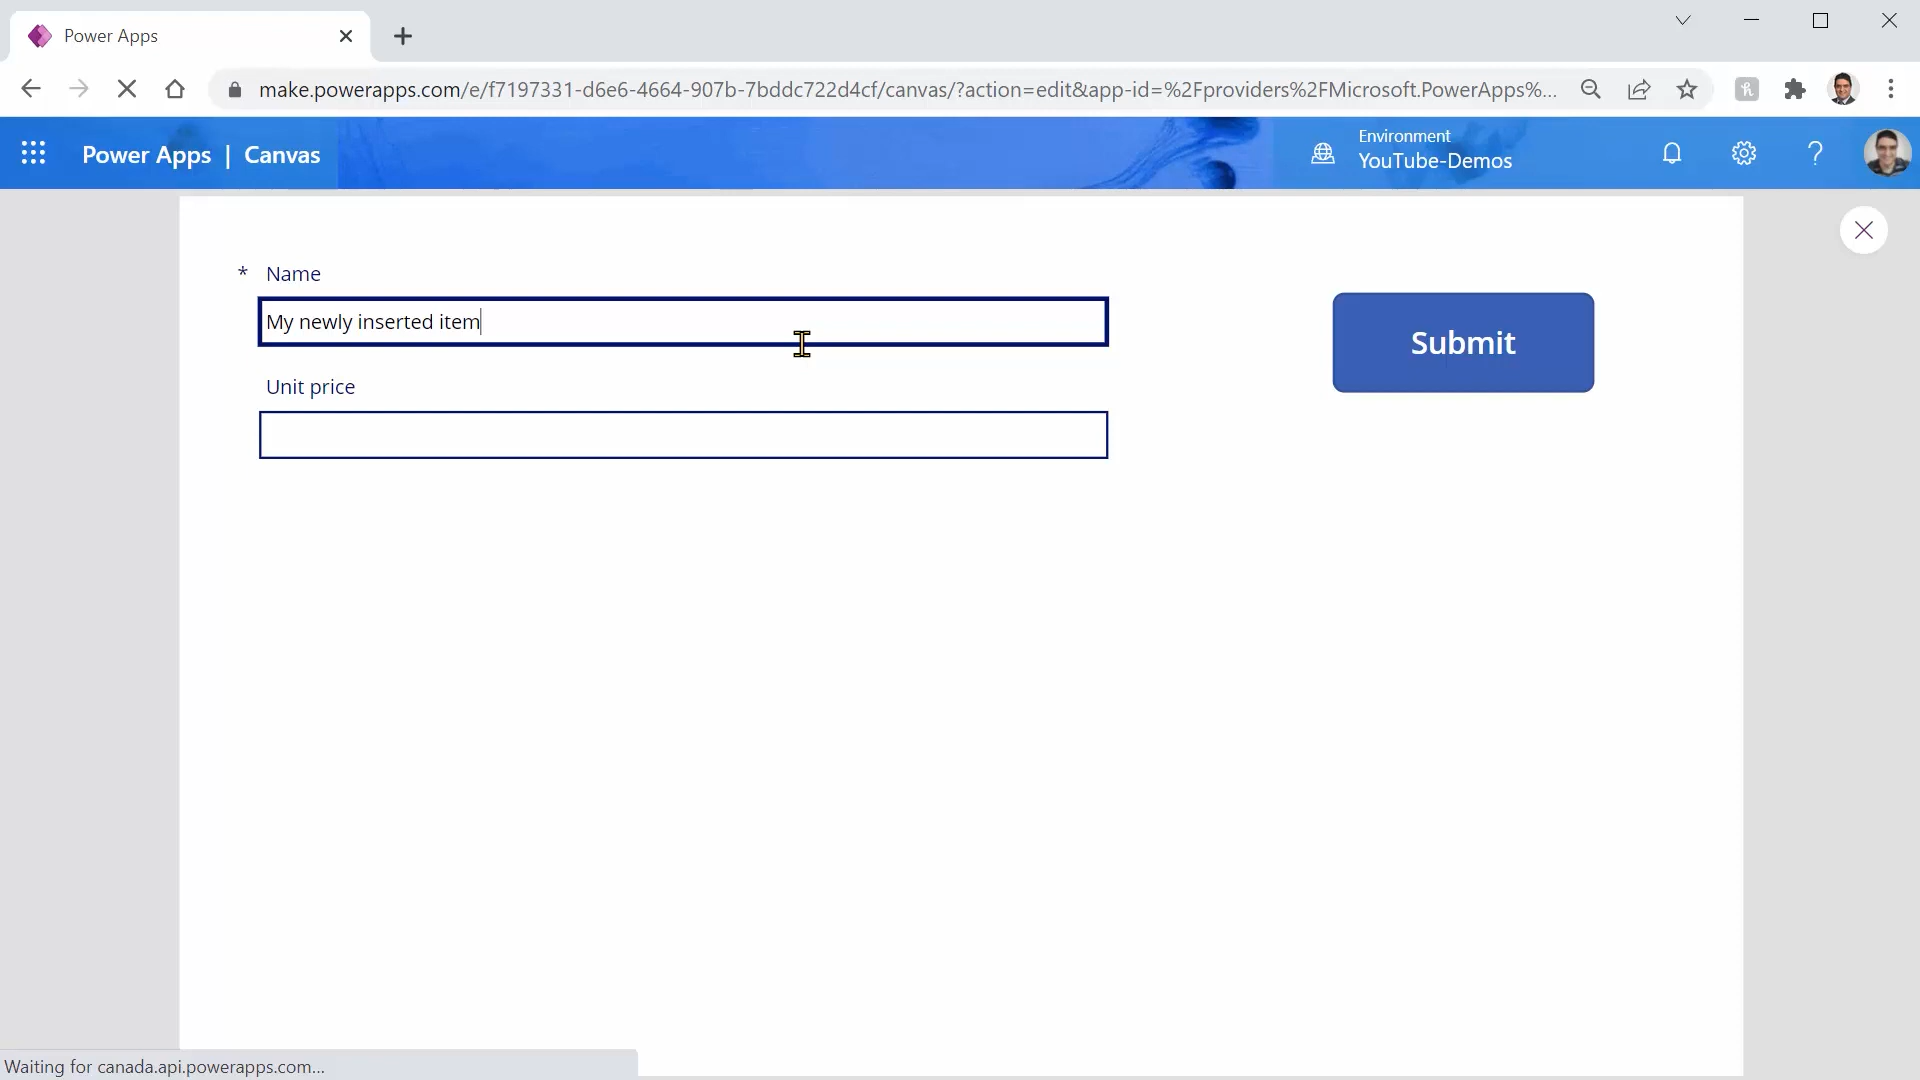 Power Apps
make.powerapps.com/e/f7197331-d6e6-4664-907b-7bddc722d4cf/canvas/?action=edit&app-id=%2Fproviders%2FMicrosoft.PowerApps%...
Power Apps | Canvas
Environment
YouTube-Demos
* Name
My newly inserted item
Submit
Unit price
Waiting for canada.api.powerapps.com...